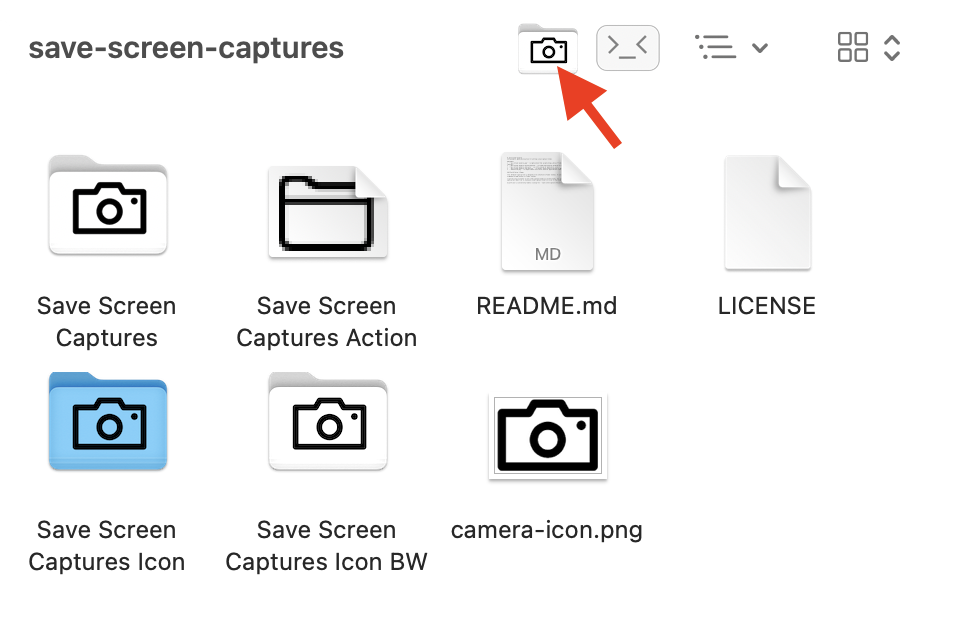 save-screen-captures
Save Screen
Captures
Save Screen
Captures Action
MD
README.md
LICENSE
Save Screen
Captures Icon
Save Screen
Captures Icon BW
camera-icon.png